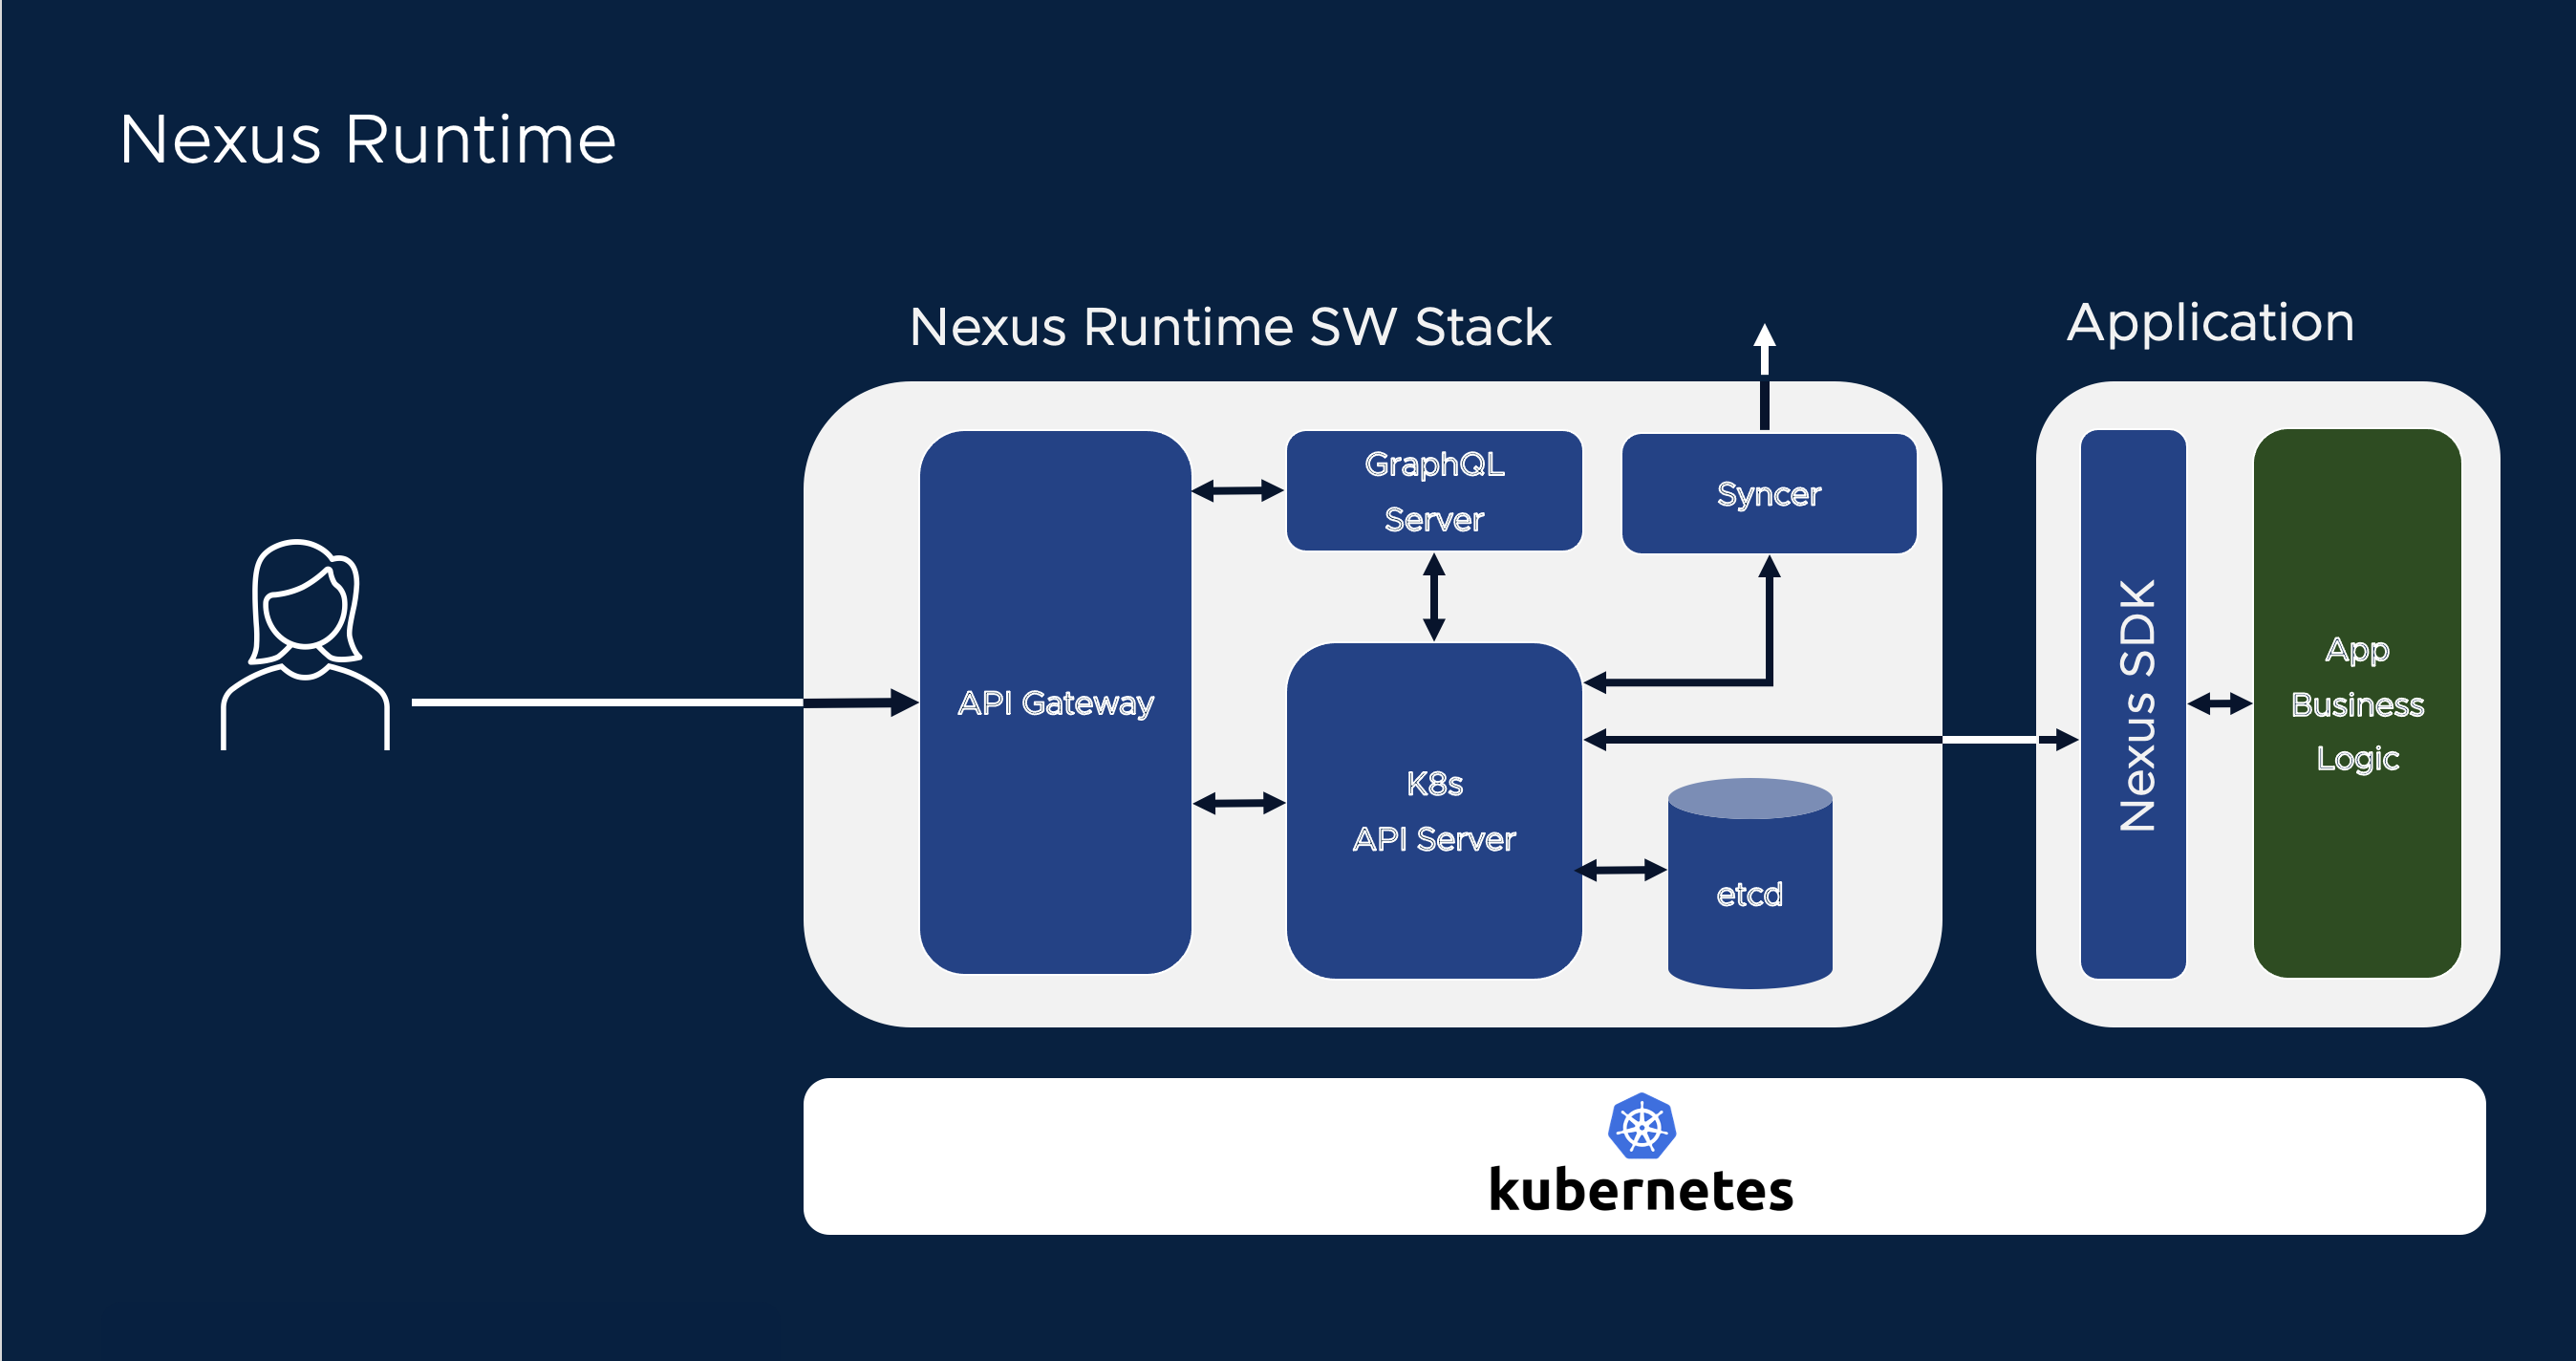 Nexus Runtime
Nexus Runtime SW Stack
Application
API Gateway
GraphQL
Server
Syncer
K8s
API Server
etcd
Nexus SDK
App
Business
Logic
kubernetes